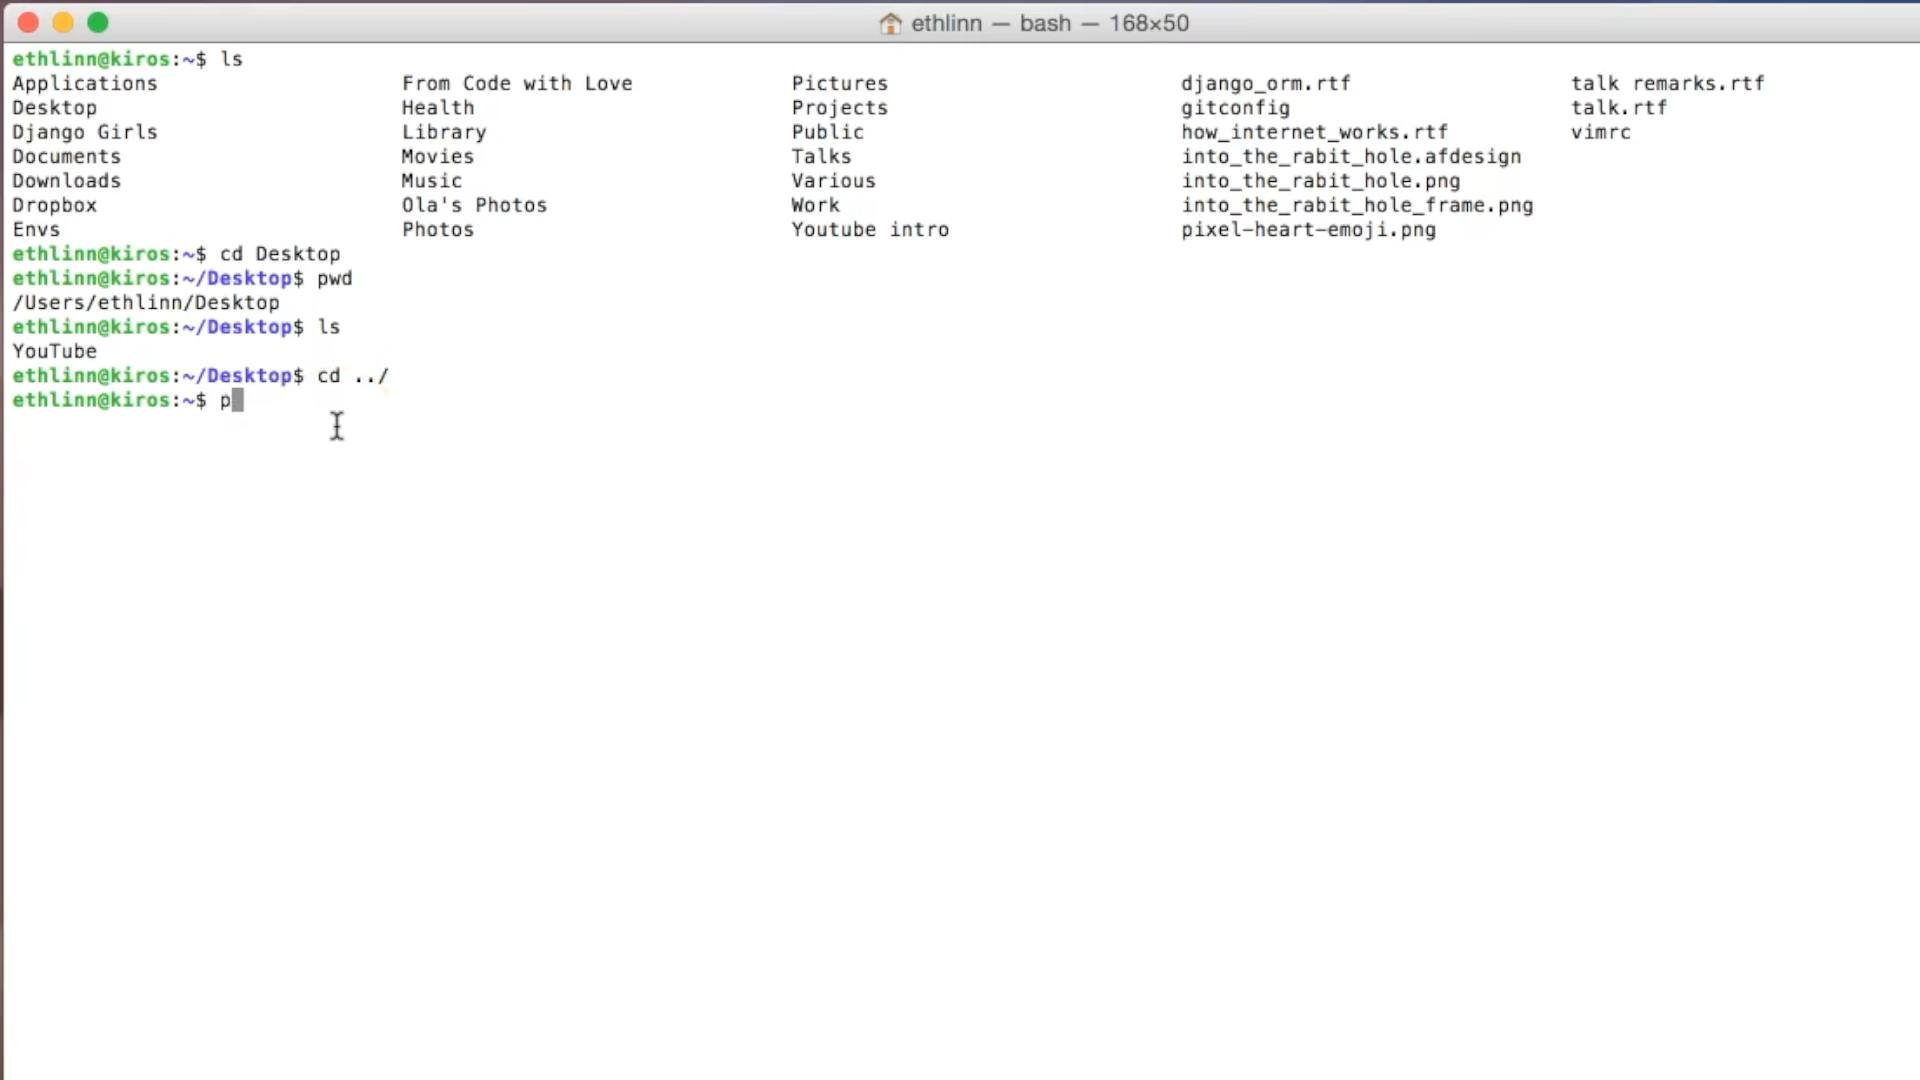 ethlinn — bash — 168×50
ethlinn@kiros:~$ ls
Applications From Code with Love Pictures django_orm.rtf talk remarks.rtf
Desktop Health Projects gitconfig talk.rtf
Django Girls Library Public how_internet_works.rtf vimrc
Documents Movies Talks into_the_rabit_hole.afdesign
Downloads Music Various into_the_rabit_hole.png
Dropbox Ola's Photos Work into_the_rabit_hole_frame.png
Envs Photos Youtube intro pixel-heart-emoji.png
ethlinn@kiros:~$ cd Desktop
ethlinn@kiros:~/Desktop$ pwd
/Users/ethlinn/Desktop
ethlinn@kiros:~/Desktop$ ls
YouTube
ethlinn@kiros:~/Desktop$ cd ../
ethlinn@kiros:~$ p